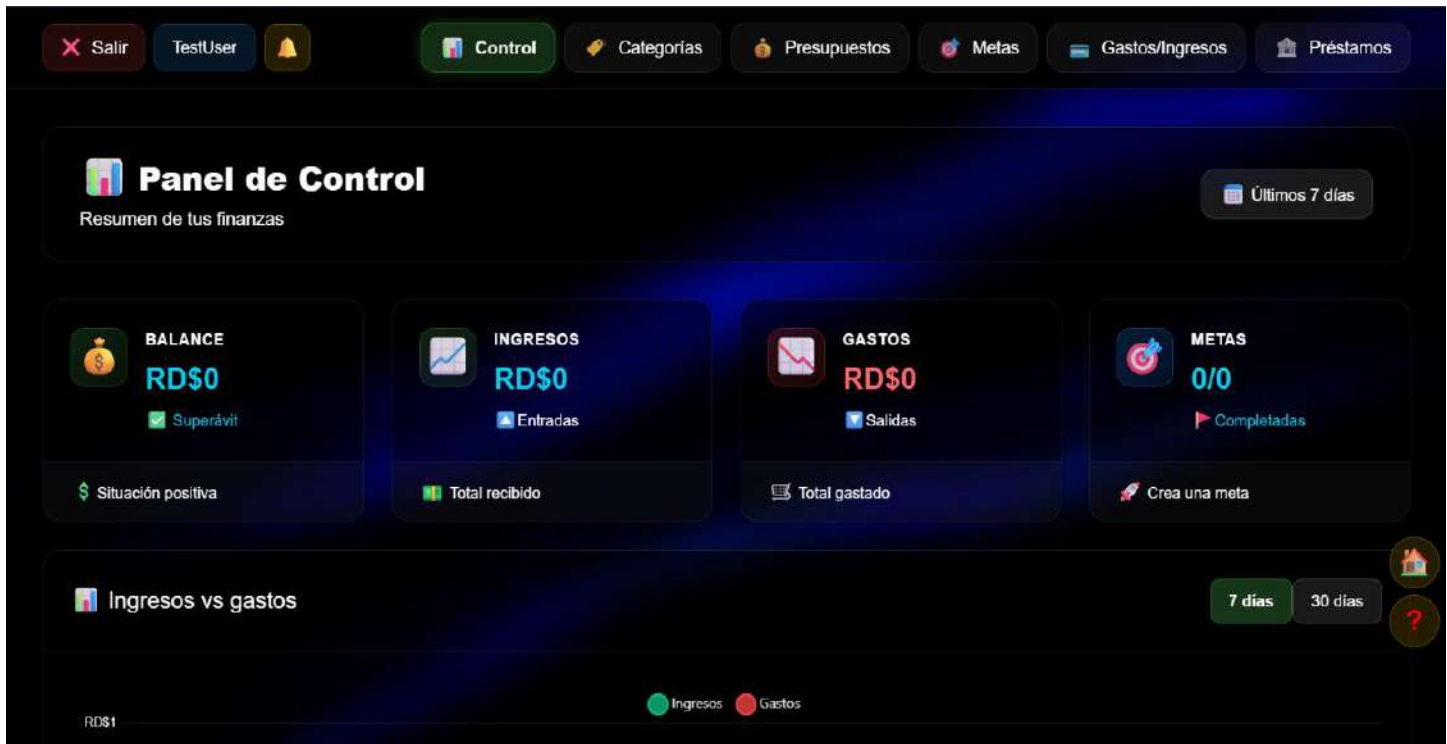 Salir TestUser Control Categorías Presupuestos Metas Gastos/Ingresos Préstamos
Panel de Control
Resumen de tus finanzas
Últimos 7 días
BALANCE
RD$0
Superávit
$ Situación positiva
INGRESOS
RD$0
Entradas
Total recibido
GASTOS
RD$0
Salidas
Total gastado
METAS
0/0
Completadas
Crea una meta
Ingresos vs gastos
7 días 30 días
?
Ingresos Gastos
RD$1